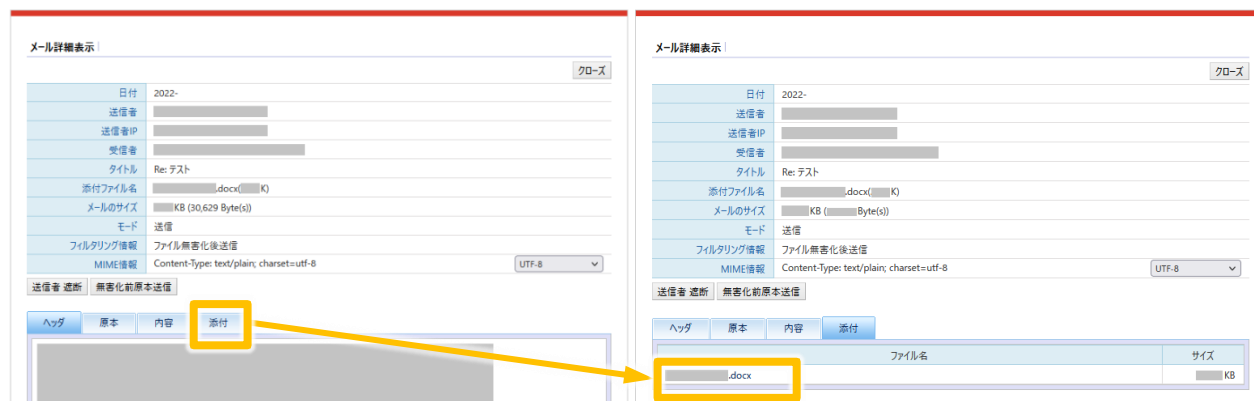 メール詳細表示
クローズ
日付 2022-
送信者
送信者IP
受信者
タイトル Re: テスト
添付ファイル名 .docx( K)
メールのサイズ KB (30,629 Byte(s))
モード 送信
フィルタリング情報 ファイル無害化後送信
MIME情報 Content-Type: text/plain; charset=utf-8 UTF-8
送信者 遮断 無害化前原本送信
ヘッダ 原本 内容 添付
メール詳細表示
クローズ
日付 2022-
送信者
送信者IP
受信者
タイトル Re: テスト
添付ファイル名 .docx( K)
メールのサイズ KB ( Byte(s))
モード 送信
フィルタリング情報 ファイル無害化後送信
MIME情報 Content-Type: text/plain; charset=utf-8 UTF-8
送信者 遮断 無害化前原本送信
ヘッダ 原本 内容 添付
ファイル名 サイズ
.docx KB